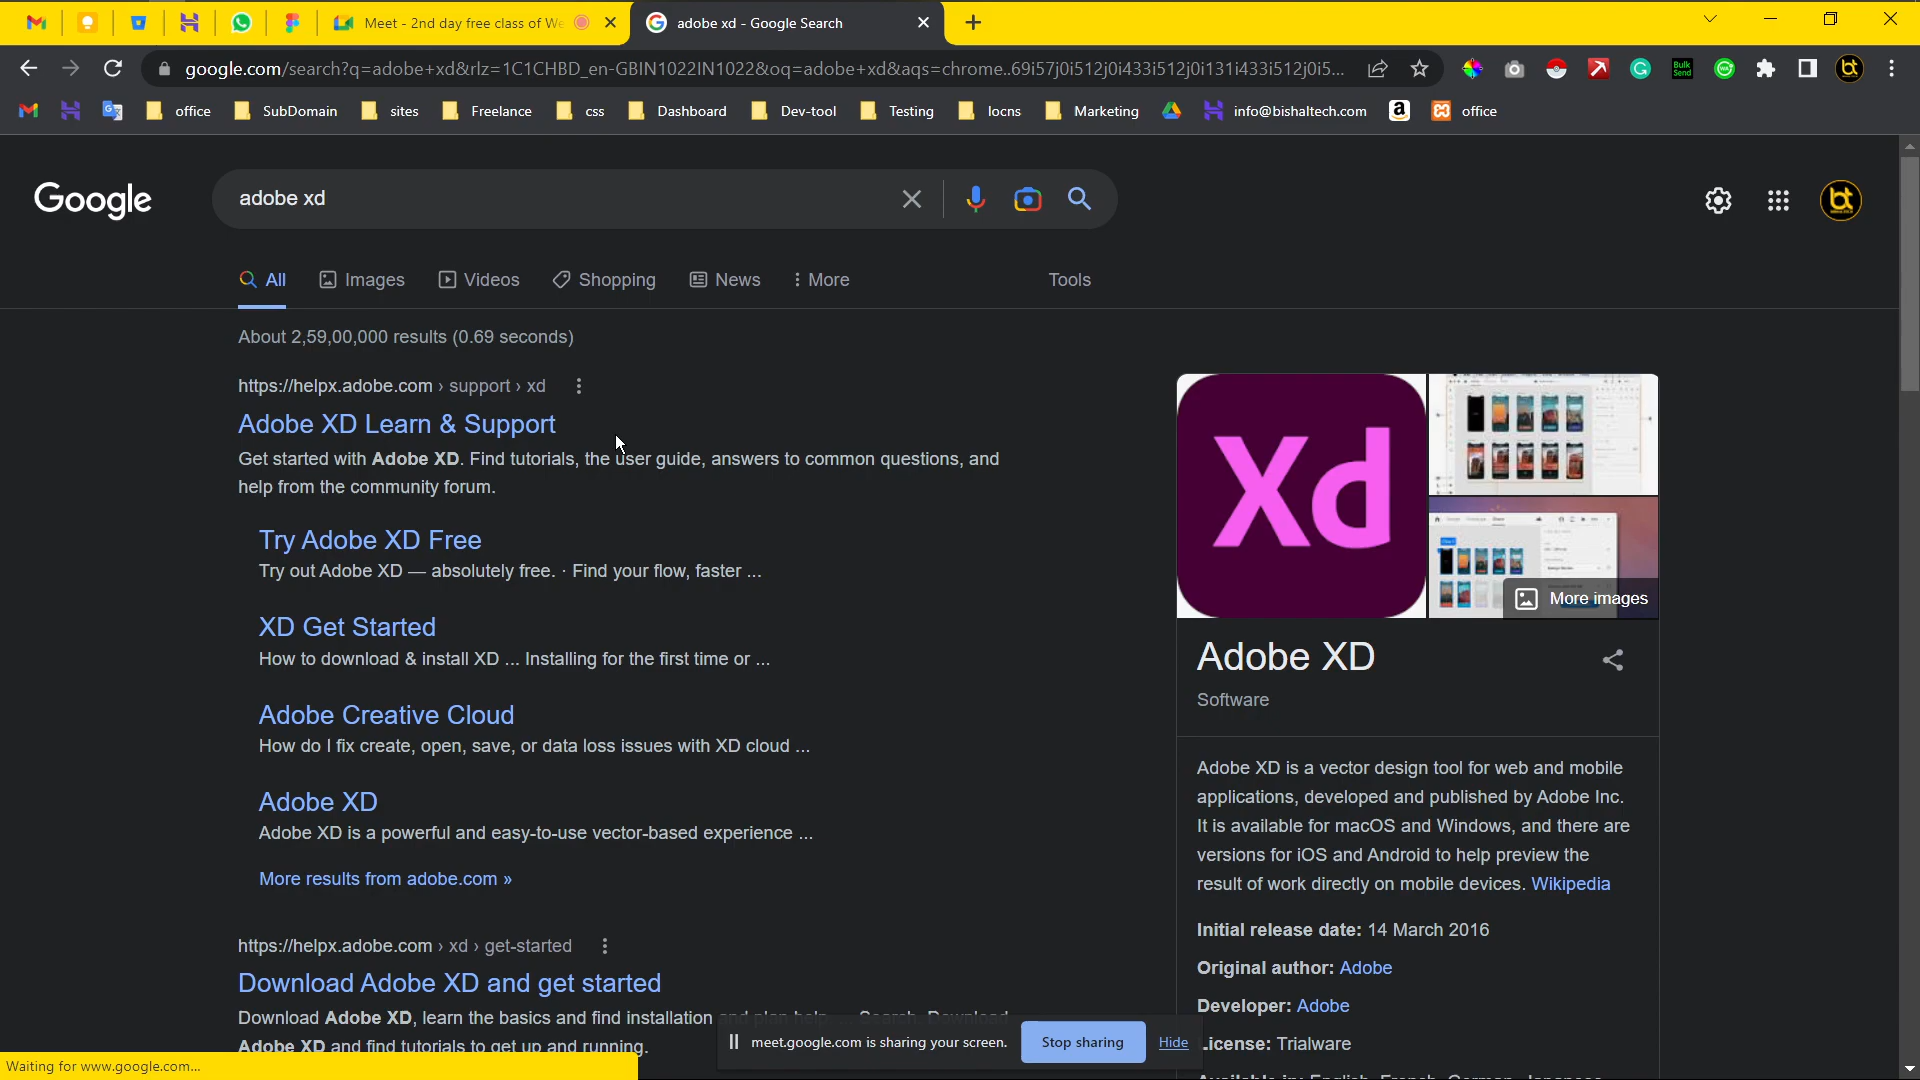 Meet - 2nd day free class of We
adobe xd - Google Search
google.com/search?q=adobe+xd&rlz=1C1CHBD_en-GBIN1022IN1022&oq=adobe+xd&aqs=chrome..69i57j0i512j0i433i512j0i131i433i512j0i5...
Bulk Send
bt
office
SubDomain
sites
Freelance
css
Dashboard
Dev-tool
Testing
locns
Marketing
info@bishaltech.com
office
Google
adobe xd
bt
All
Images
Videos
Shopping
News
More
Tools
About 2,59,00,000 results (0.69 seconds)
https://helpx.adobe.com › support › xd
Adobe XD Learn & Support
Get started with Adobe XD. Find tutorials, the user guide, answers to common questions, and
help from the community forum.
Try Adobe XD Free
Try out Adobe XD — absolutely free. · Find your flow, faster ...
XD Get Started
How to download & install XD ... Installing for the first time or ...
Adobe Creative Cloud
How do I fix create, open, save, or data loss issues with XD cloud ...
Adobe XD
Adobe XD is a powerful and easy-to-use vector-based experience ...
More results from adobe.com »
https://helpx.adobe.com › xd › get-started
Download Adobe XD and get started
Download Adobe XD, learn the basics and find installation and plan help. ... Search. Download
Adobe XD and find tutorials to get up and running.
Xd
More images
Adobe XD
Software
Adobe XD is a vector design tool for web and mobile
applications, developed and published by Adobe Inc.
It is available for macOS and Windows, and there are
versions for iOS and Android to help preview the
result of work directly on mobile devices. Wikipedia
Initial release date: 14 March 2016
Original author: Adobe
Developer: Adobe
License: Trialware
meet.google.com is sharing your screen.
Stop sharing
Hide
Waiting for www.google.com...